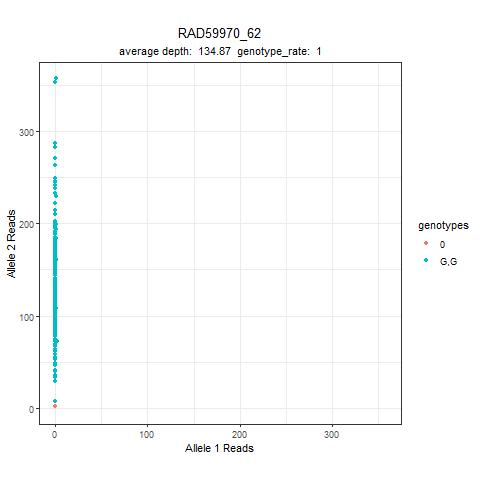 RAD59970_62
average depth: 134.87 genotype_rate: 1
Allele 2 Reads
300
200
100
0
0 100 200 300
Allele 1 Reads
genotypes
0
G,G